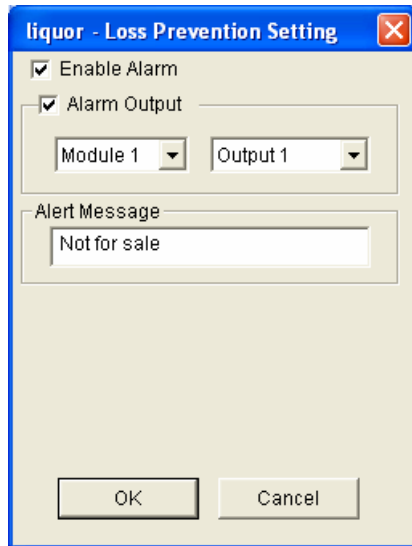 liquor - Loss Prevention Setting
Enable Alarm
Alarm Output
Module 1 Output 1
Alert Message
Not for sale
OK Cancel